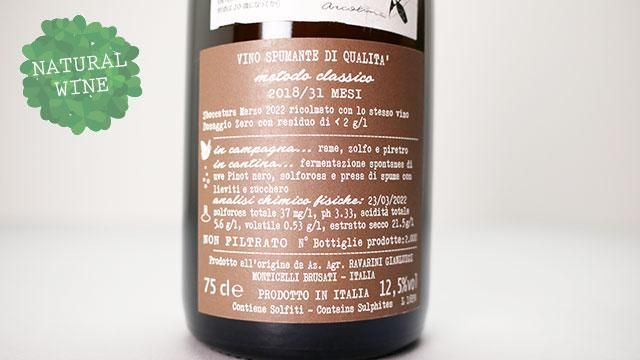 NATURAL
WINE
arcolina
VINO SPUMANTE DI QUALITA'
metodo classico
2018/31 MESI
Sboccatura Marzo 2022 ricolmato con lo stesso vino
Dosaggio Zero con residuo di < 2 g/l
in campagna... rame, zolfo e piretro
in cantina... fermentazione spontanea di
uve Pinot nero, solforosa e presa di spuma con
lieviti e zucchero
analisi chimico fisiche: 23/03/2022
solforosa totale 37 mg/l, ph 3.33, acidità totale
5.6 g/l, volatile 0.53 g/l, estratto secco 21.5g/l
NON FILTRATO N° Bottiglie prodotte:2.000
Prodotto all'origine da Az. Agr. RAVARINI GIANLUIGI
MONTICELLI BRUSATI - ITALIA
75 cl e PRODOTTO IN ITALIA 12,5%vol
Contiene Solfiti - Contains Sulphites